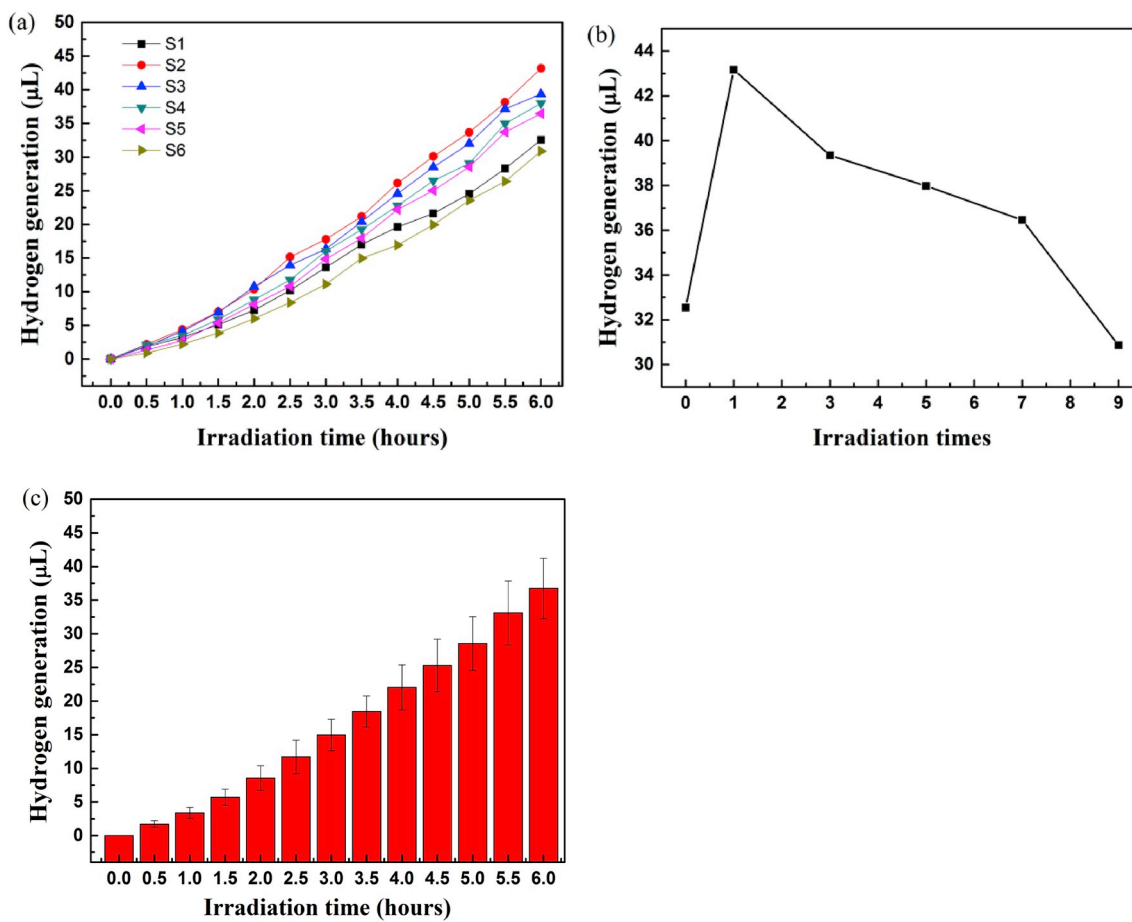 (a)
50
45
40
35
30
25
20
15
10
5
0
Hydrogen generation (μL)
S1
S2
S3
S4
S5
S6
0.0 0.5 1.0 1.5 2.0 2.5 3.0 3.5 4.0 4.5 5.0 5.5 6.0
Irradiation time (hours)
(b)
44
42
40
38
36
34
32
30
Hydrogen generation (μL)
0 1 2 3 4 5 6 7 8 9
Irradiation times
(c)
50
45
40
35
30
25
20
15
10
5
0
Hydrogen generation (μL)
0.0 0.5 1.0 1.5 2.0 2.5 3.0 3.5 4.0 4.5 5.0 5.5 6.0
Irradiation time (hours)